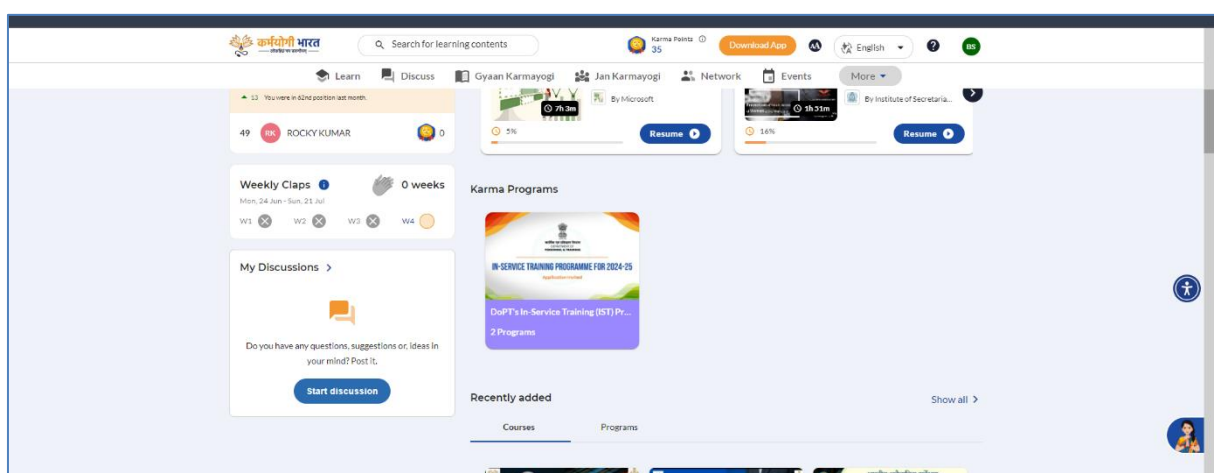 कर्मयोगी भारत
Search for learning contents
Karma Points
35
Download App
English
BS
Learn
Discuss
Gyaan Karmayogi
Jan Karmayogi
Network
Events
More
13 You were in 62nd position last month.
49 RK ROCKY KUMAR 0
7h 3m
By Microsoft
5%
Resume
1h 51m
By Institute of Secretaria...
16%
Resume
Weekly Claps 0 weeks
Mon, 24 Jun - Sun, 21 Jul
W1 W2 W3 W4
My Discussions
Do you have any questions, suggestions or, ideas in
your mind? Post it.
Start discussion
Karma Programs
IN-SERVICE TRAINING PROGRAMME FOR 2024-25
DoPT's In-Service Training (IST) Pr...
2 Programs
Recently added
Show all
Courses
Programs